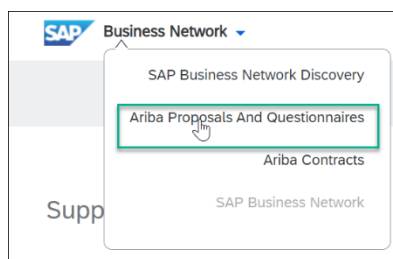 SAP Business Network
SAP Business Network Discovery
Ariba Proposals And Questionnaires
Ariba Contracts
SAP Business Network
Supp